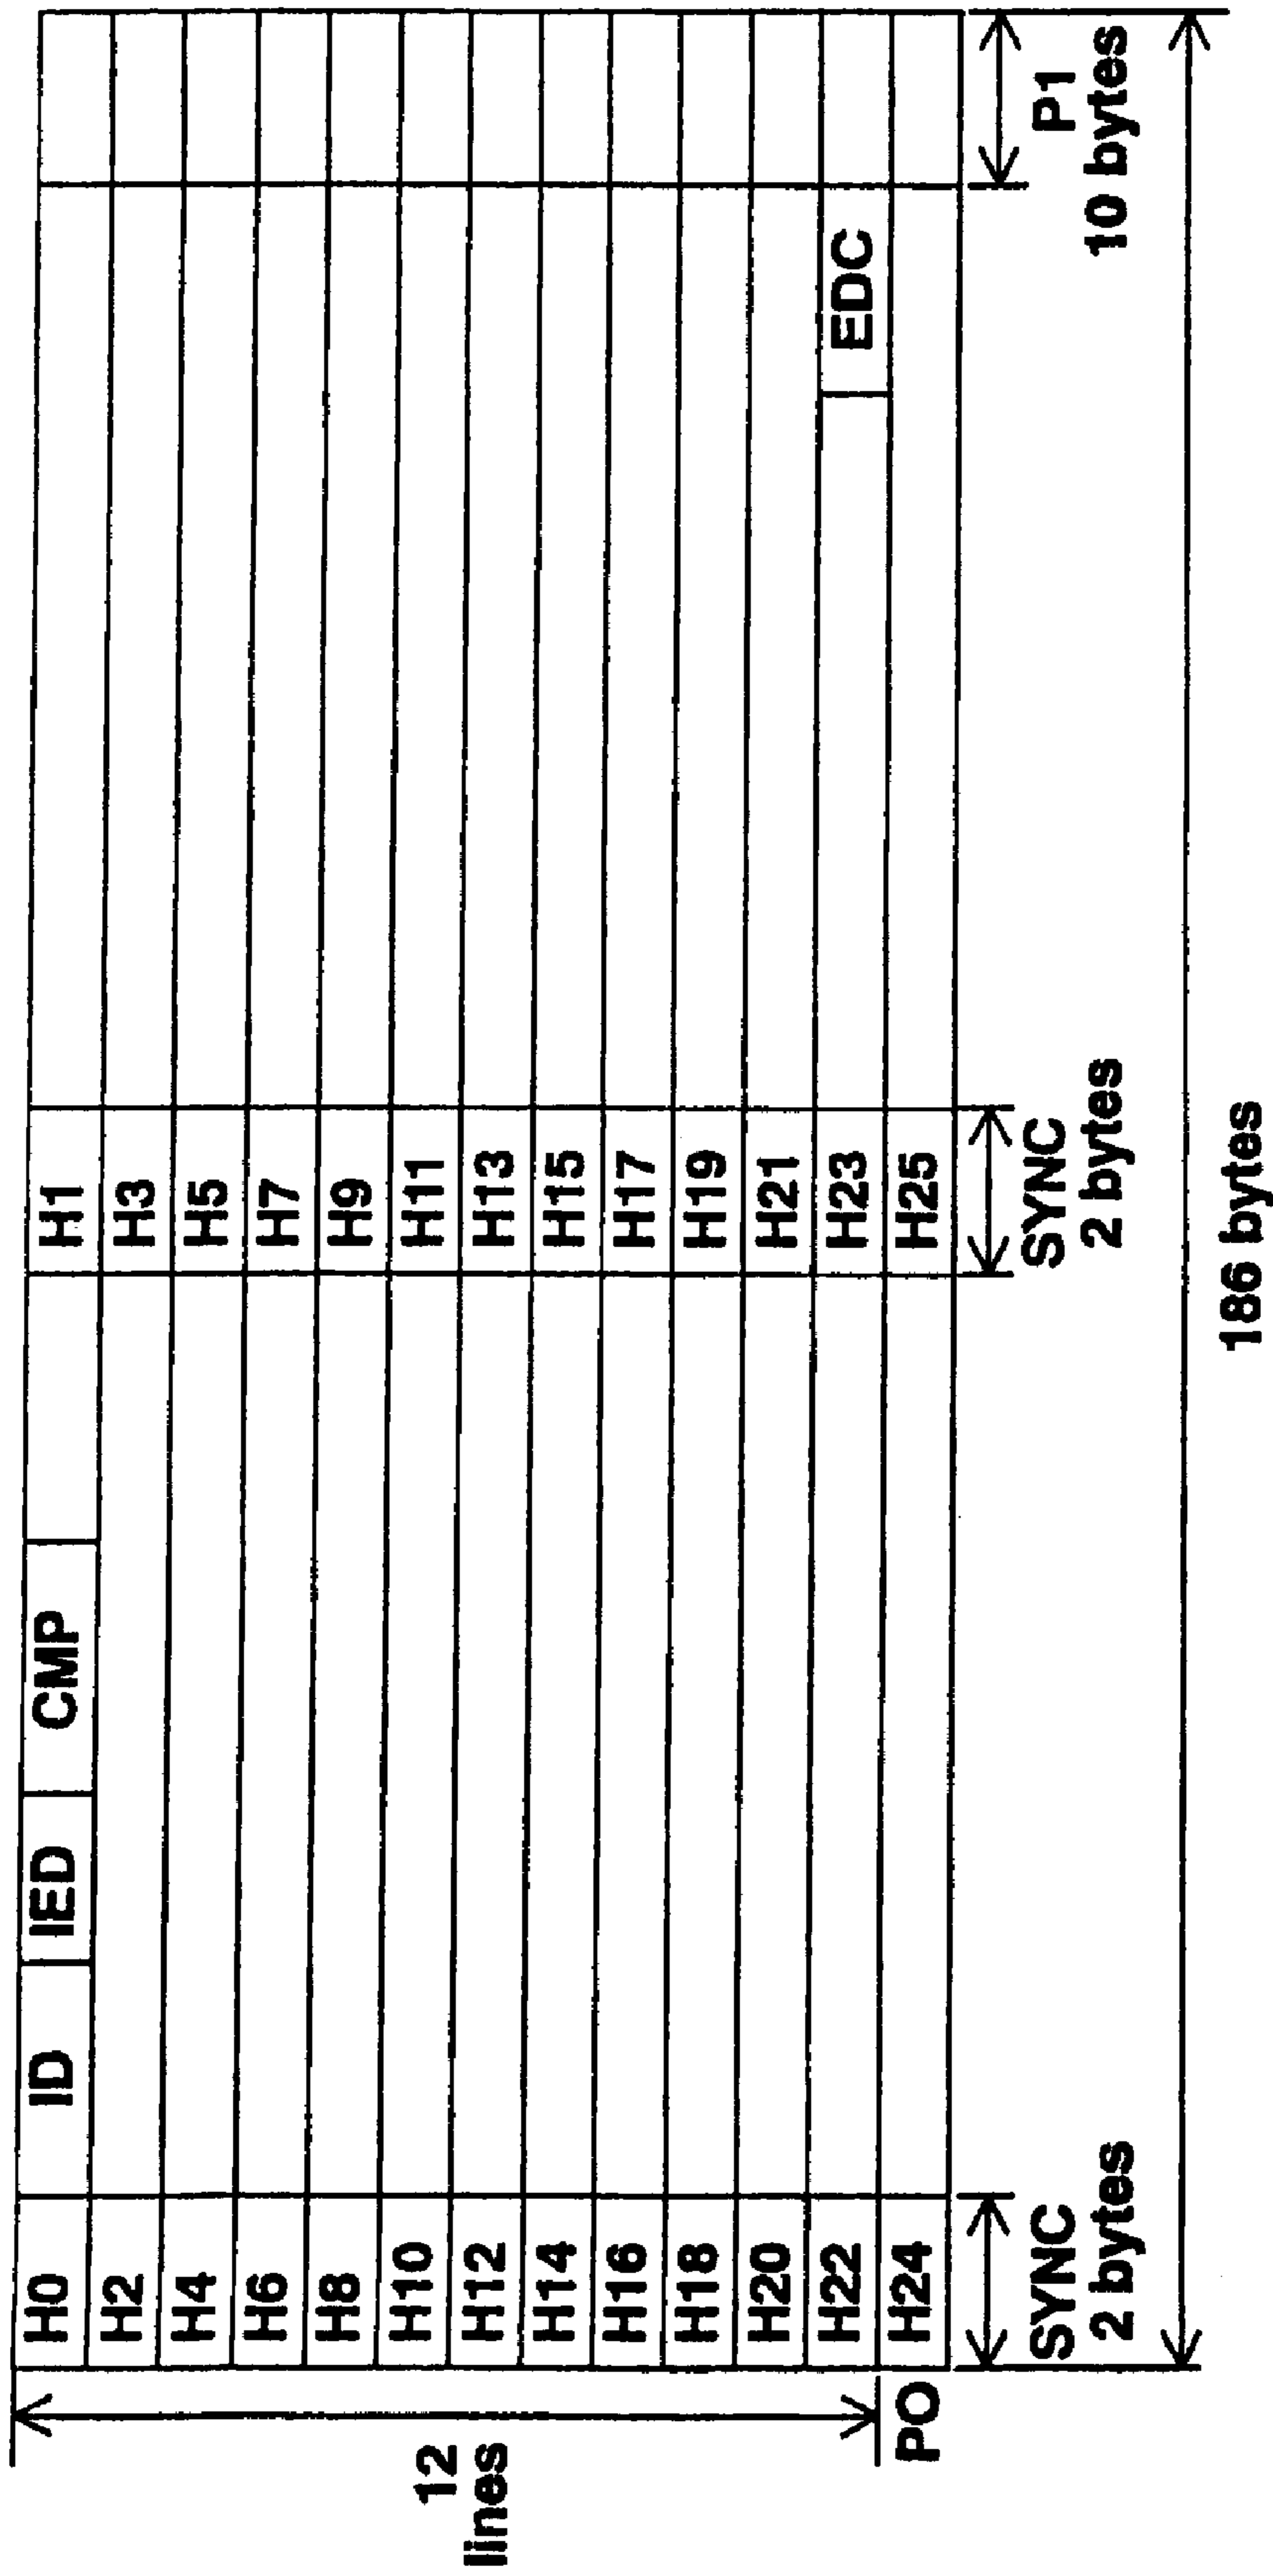 H0 ID IED CMP H1
H2 H3
H4 H5
H6 H7
H8 H9
H10 H11
H12 H13
H14 H15
H16 H17
H18 H19
H20 H21
H22 H23 EDC
H24 H25
12
lines
PO
SYNC
2 bytes
SYNC
2 bytes
P1
10 bytes
186 bytes